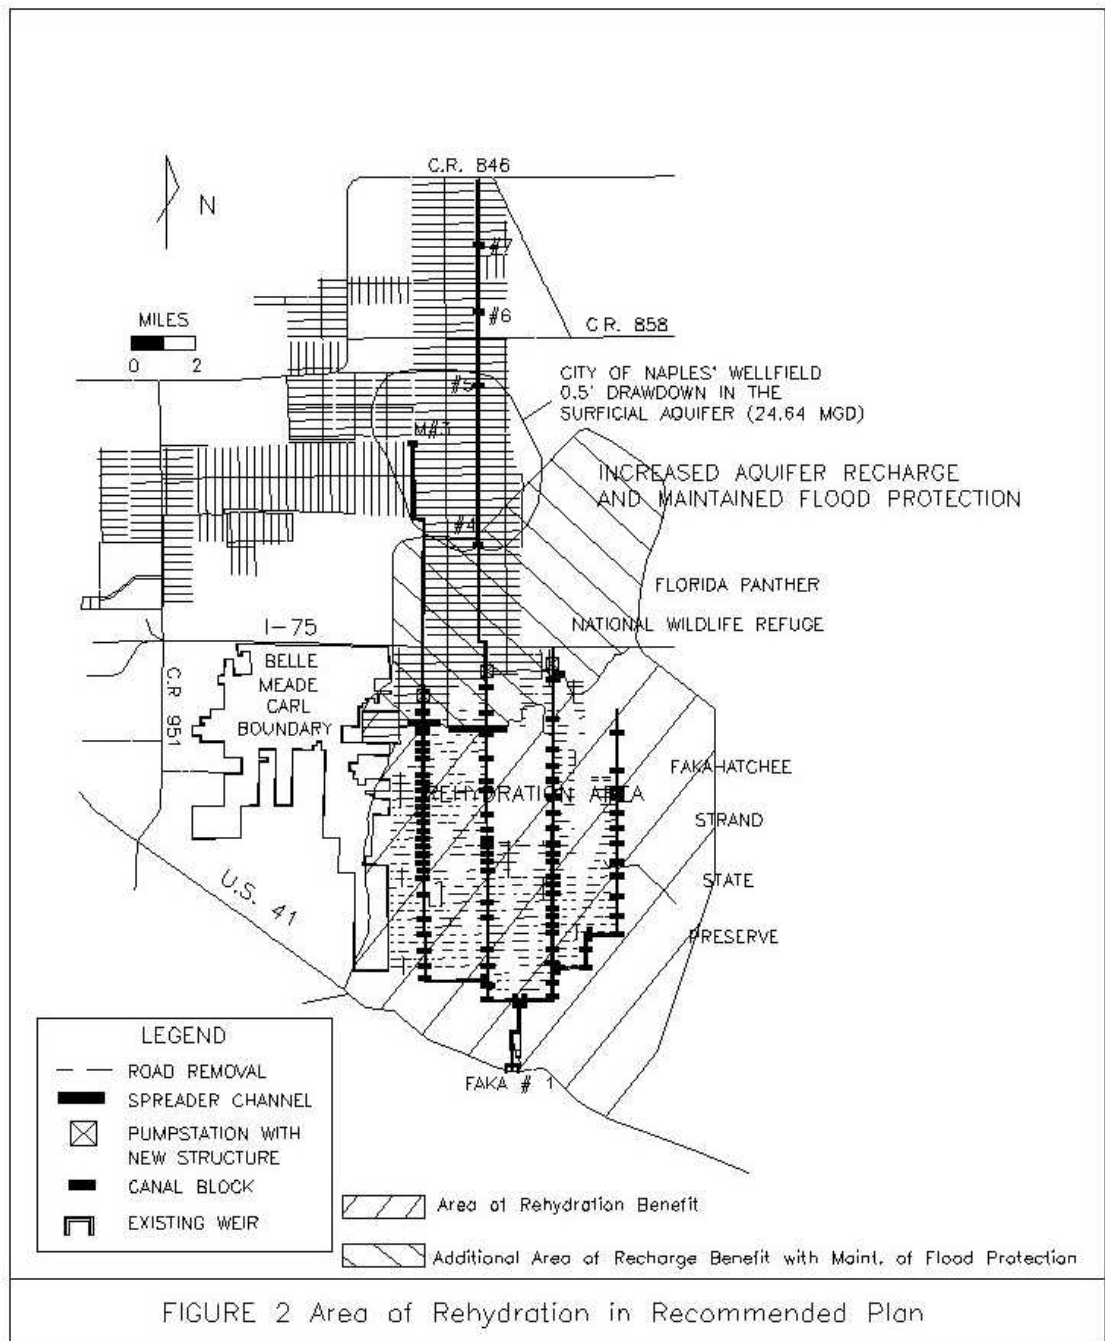 C.R. 846
N
#7
#6
MILES
0 2
C.R. 858
CITY OF NAPLES' WELLFIELD
0.5' DRAWDOWN IN THE
SURFICIAL AQUIFER (24.64 MGD)
#5
M#3
INCREASED AQUIFER RECHARGE
AND MAINTAINED FLOOD PROTECTION
#4
FLORIDA PANTHER
NATIONAL WILDLIFE REFUGE
I-75
BELLE
MEADE
CARL
BOUNDARY
C.R 951
FAKAHATCHEE
REHYDRATION AREA
STRAND
STATE
U.S. 41
PRESERVE
FAKA # 1
LEGEND
ROAD REMOVAL
SPREADER CHANNEL
PUMPSTATION WITH
NEW STRUCTURE
CANAL BLOCK
EXISTING WEIR
Area of Rehydration Benefit
Additional Area of Recharge Benefit with Maint. of Flood Protection
FIGURE 2 Area of Rehydration in Recommended Plan